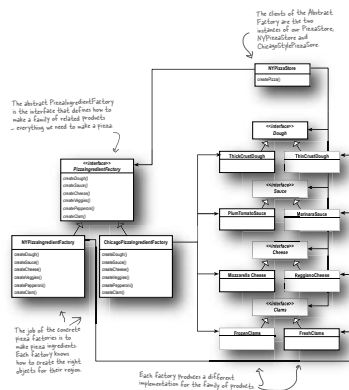 The clients of the Abstract
Factory are the two
instances of our PizzaStore,
NYPizzaStore and
ChicagoStylePizzaSore.
NYPizzaStore
createPizza()
The abstract PizzaIngredientFactory
is the interface that defines how to
make a family of related products
– everything we need to make a pizza.
<<interface>>
Dough
ThickCrustDough
ThinCrustDough
<<interface>>
PizzaIngredientFactory
createDough()
createSauce()
createCheese()
createVeggies()
createPepperoni()
createClam()
<<interface>>
Sauce
PlumTomatoSauce
MarinaraSauce
NYPizzaIngredientFactory
createDough()
createSauce()
createCheese()
createVeggies()
createPepperoni()
createClam()
ChicagoPizzaIngredientFactory
createDough()
createSauce()
createCheese()
createVeggies()
createPepperoni()
createClam()
<<interface>>
Cheese
Mozzarella Cheese
ReggianoCheese
<<interface>>
Clams
FrozenClams
FreshClams
The job of the concrete
pizza factories is to
make pizza ingredients.
Each factory knows
how to create the right
objects for their region.
Each factory produces a different
implementation for the family of products.